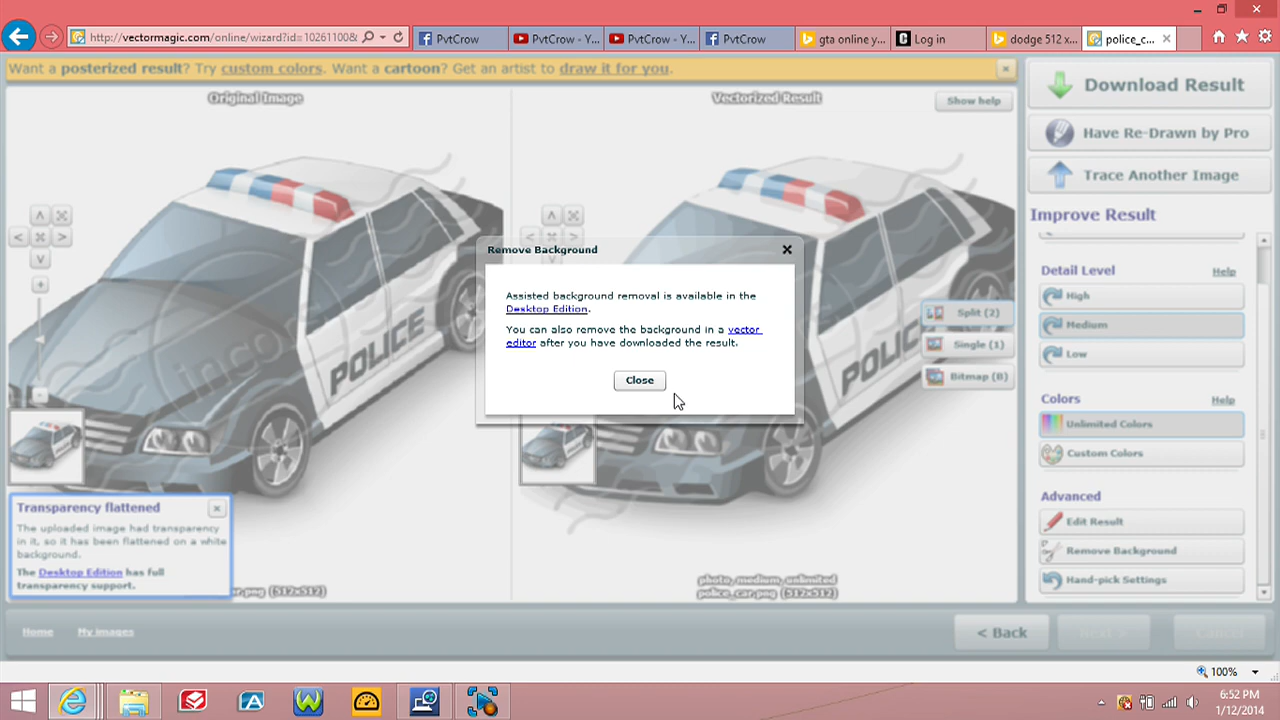 http://vectormagic.com/online/wizard?id=10261100&
PvtCrow
PvtCrow - Y...
PvtCrow - Y...
PvtCrow
gta online y...
Log in
dodge 512 x...
police_c...
Want a posterized result? Try custom colors. Want a cartoon? Get an artist to draw it for you.
Original Image
Vectorized Result
Show help
Download Result
Have Re-Drawn by Pro
Trace Another Image
Improve Result
Detail Level
Help
High
Medium
Low
Colors
Help
Unlimited Colors
Custom Colors
Advanced
Edit Result
Remove Background
Hand-pick Settings
Split (2)
Single (1)
Bitmap (B)
POLICE
POLICE
Remove Background
Assisted background removal is available in the
Desktop Edition.
You can also remove the background in a vector
editor after you have downloaded the result.
Close
Transparency flattened
The uploaded image had transparency
in it, so it has been flattened on a white
background.
The Desktop Edition has full
transparency support.
car.png (512x512)
photo_medium_unlimited
police_car.png (512x512)
Home
My images
< Back
Next >
Cancel
100%
6:52 PM
1/12/2014